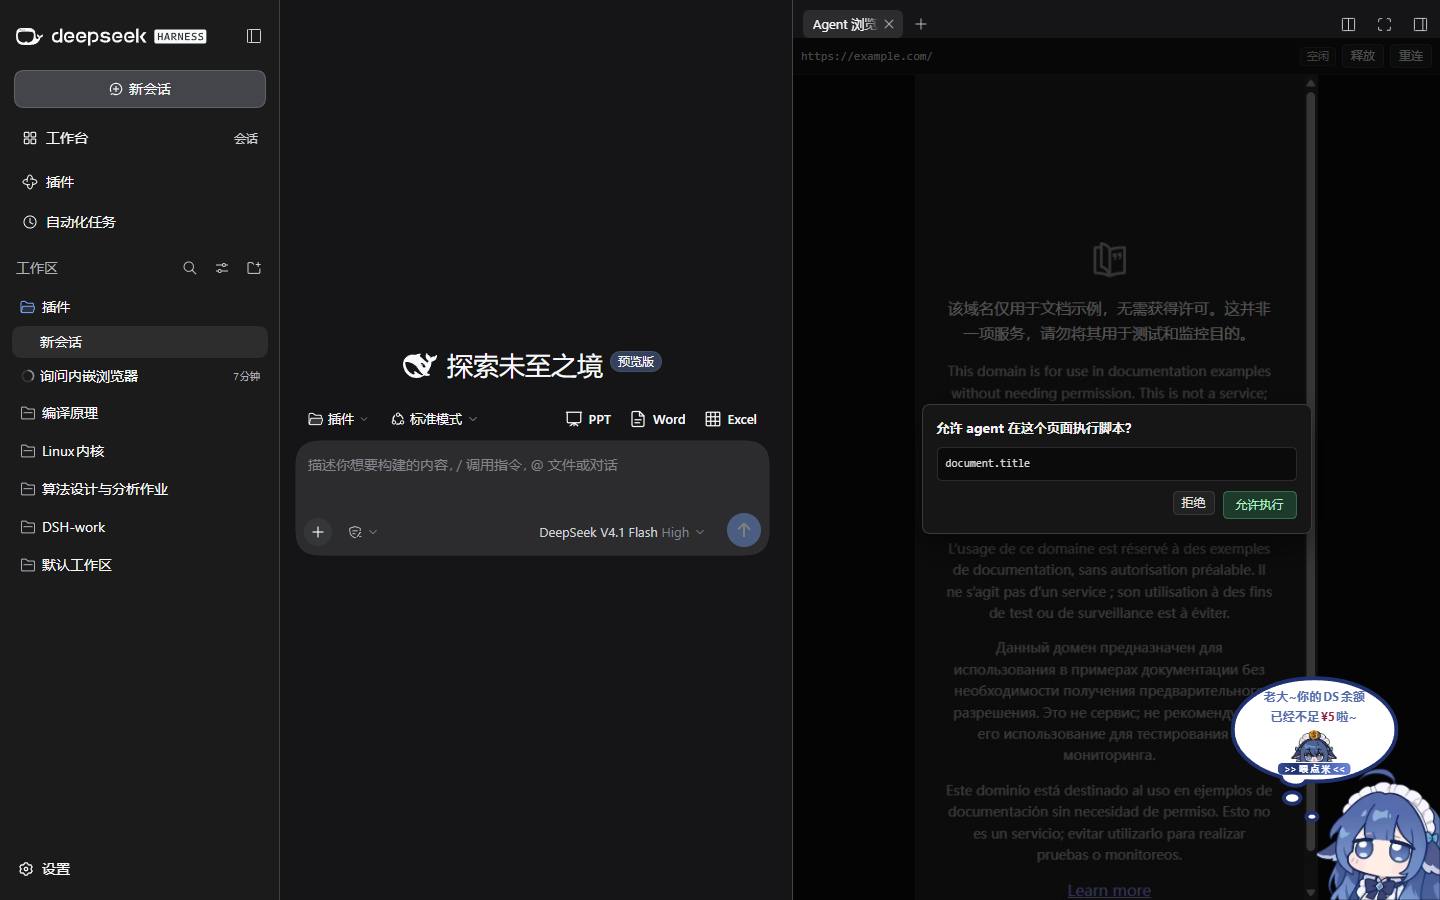 deepseek HARNESS
新会话
工作台 会话
插件
自动化任务
工作区
插件
新会话
询问内嵌浏览器 7分钟
编译原理
Linux内核
算法设计与分析作业
DSH-work
默认工作区
设置
探索未至之境 预览版
插件 标准模式 PPT Word Excel
描述你想要构建的内容, / 调用指令, @ 文件或对话
DeepSeek V4.1 Flash High
Agent 浏览
https://example.com/ 空闲 释放 重连
该域名仅用于文档示例，无需获得许可。这并非
一项服务，请勿将其用于测试和监控目的。
This domain is for use in documentation examples
without needing permission. This is not a service;
允许 agent 在这个页面执行脚本?
document.title
拒绝 允许执行
L'usage de ce domaine est réservé à des exemples
de documentation, sans autorisation préalable. Il
ne s'agit pas d'un service ; son utilisation à des fins
de test ou de surveillance est à éviter.
Данный домен предназначен для
использования в примерах документации без
необходимости получения предварительного
разрешения. Это не сервис; не рекоменду
его использование для тестирования
мониторинга.
Este dominio está destinado al uso en ejemplos de
documentación sin necesidad de permiso. Esto no
es un servicio; evitar utilizarlo para realizar
pruebas o monitoreos.
Learn more
老大~你的DS余额
已经不足¥5啦~
>> 喂点米 <<